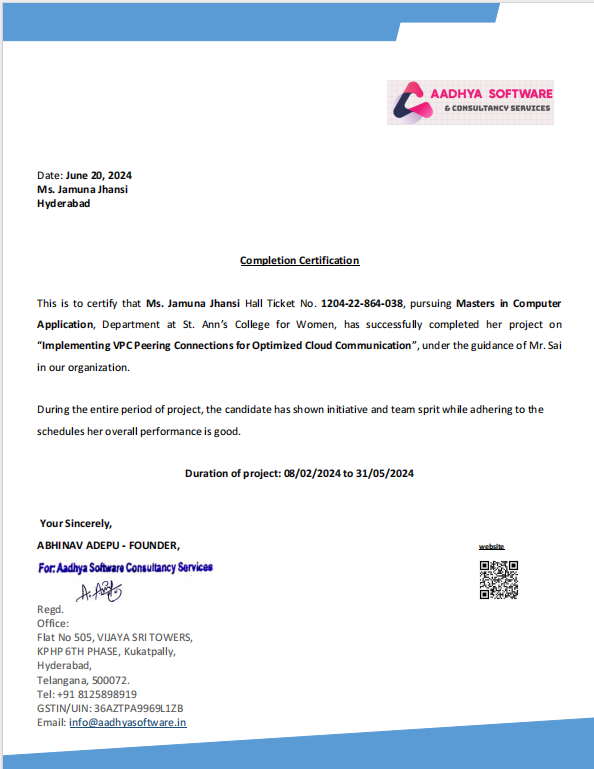 AADHYA SOFTWARE
& CONSULTANCY SERVICES
Date: June 20, 2024
Ms. Jamuna Jhansi
Hyderabad
Completion Certification
This is to certify that Ms. Jamuna Jhansi Hall Ticket No. 1204-22-864-038, pursuing Masters in Computer
Application, Department at St. Ann's College for Women, has successfully completed her project on
“Implementing VPC Peering Connections for Optimized Cloud Communication”, under the guidance of Mr. Sai
in our organization.
During the entire period of project, the candidate has shown initiative and team sprit while adhering to the
schedules her overall performance is good.
Duration of project: 08/02/2024 to 31/05/2024
Your Sincerely,
ABHINAV ADEPU - FOUNDER,
website
For: Aadhya Software Consultancy Services
Regd.
Office:
Flat No 505, VIJAYA SRI TOWERS,
KPHP 6TH PHASE, Kukatpally,
Hyderabad,
Telangana, 500072.
Tel: +91 8125898919
GSTIN/UIN: 36AZTPA9969L1ZB
Email: info@aadhyasoftware.in